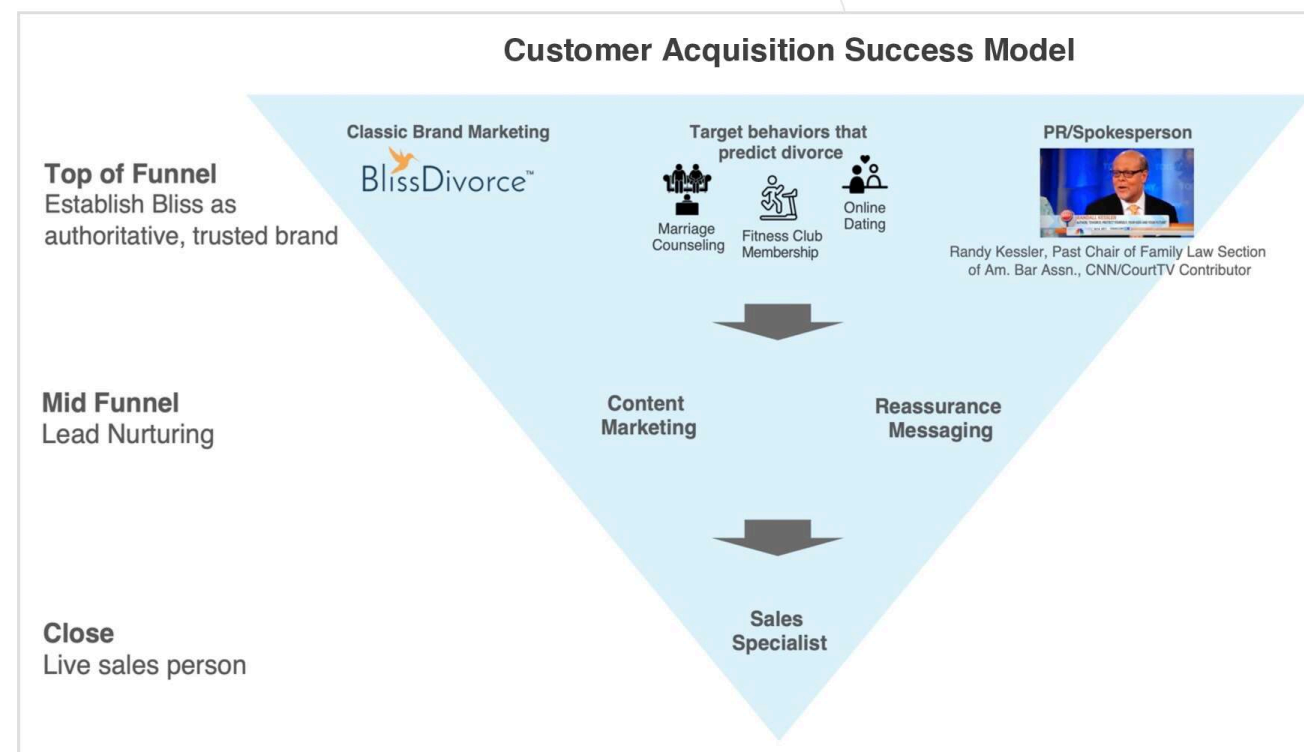 Customer Acquisition Success Model
Top of Funnel
Establish Bliss as
authoritative, trusted brand
Classic Brand Marketing
BlissDivorce™
Target behaviors that
predict divorce
Marriage
Counseling
Fitness Club
Membership
Online
Dating
PR/Spokesperson
Randy Kessler, Past Chair of Family Law Section
of Am. Bar Assn., CNN/CourtTV Contributor
Mid Funnel
Lead Nurturing
Content
Marketing
Reassurance
Messaging
Close
Live sales person
Sales
Specialist